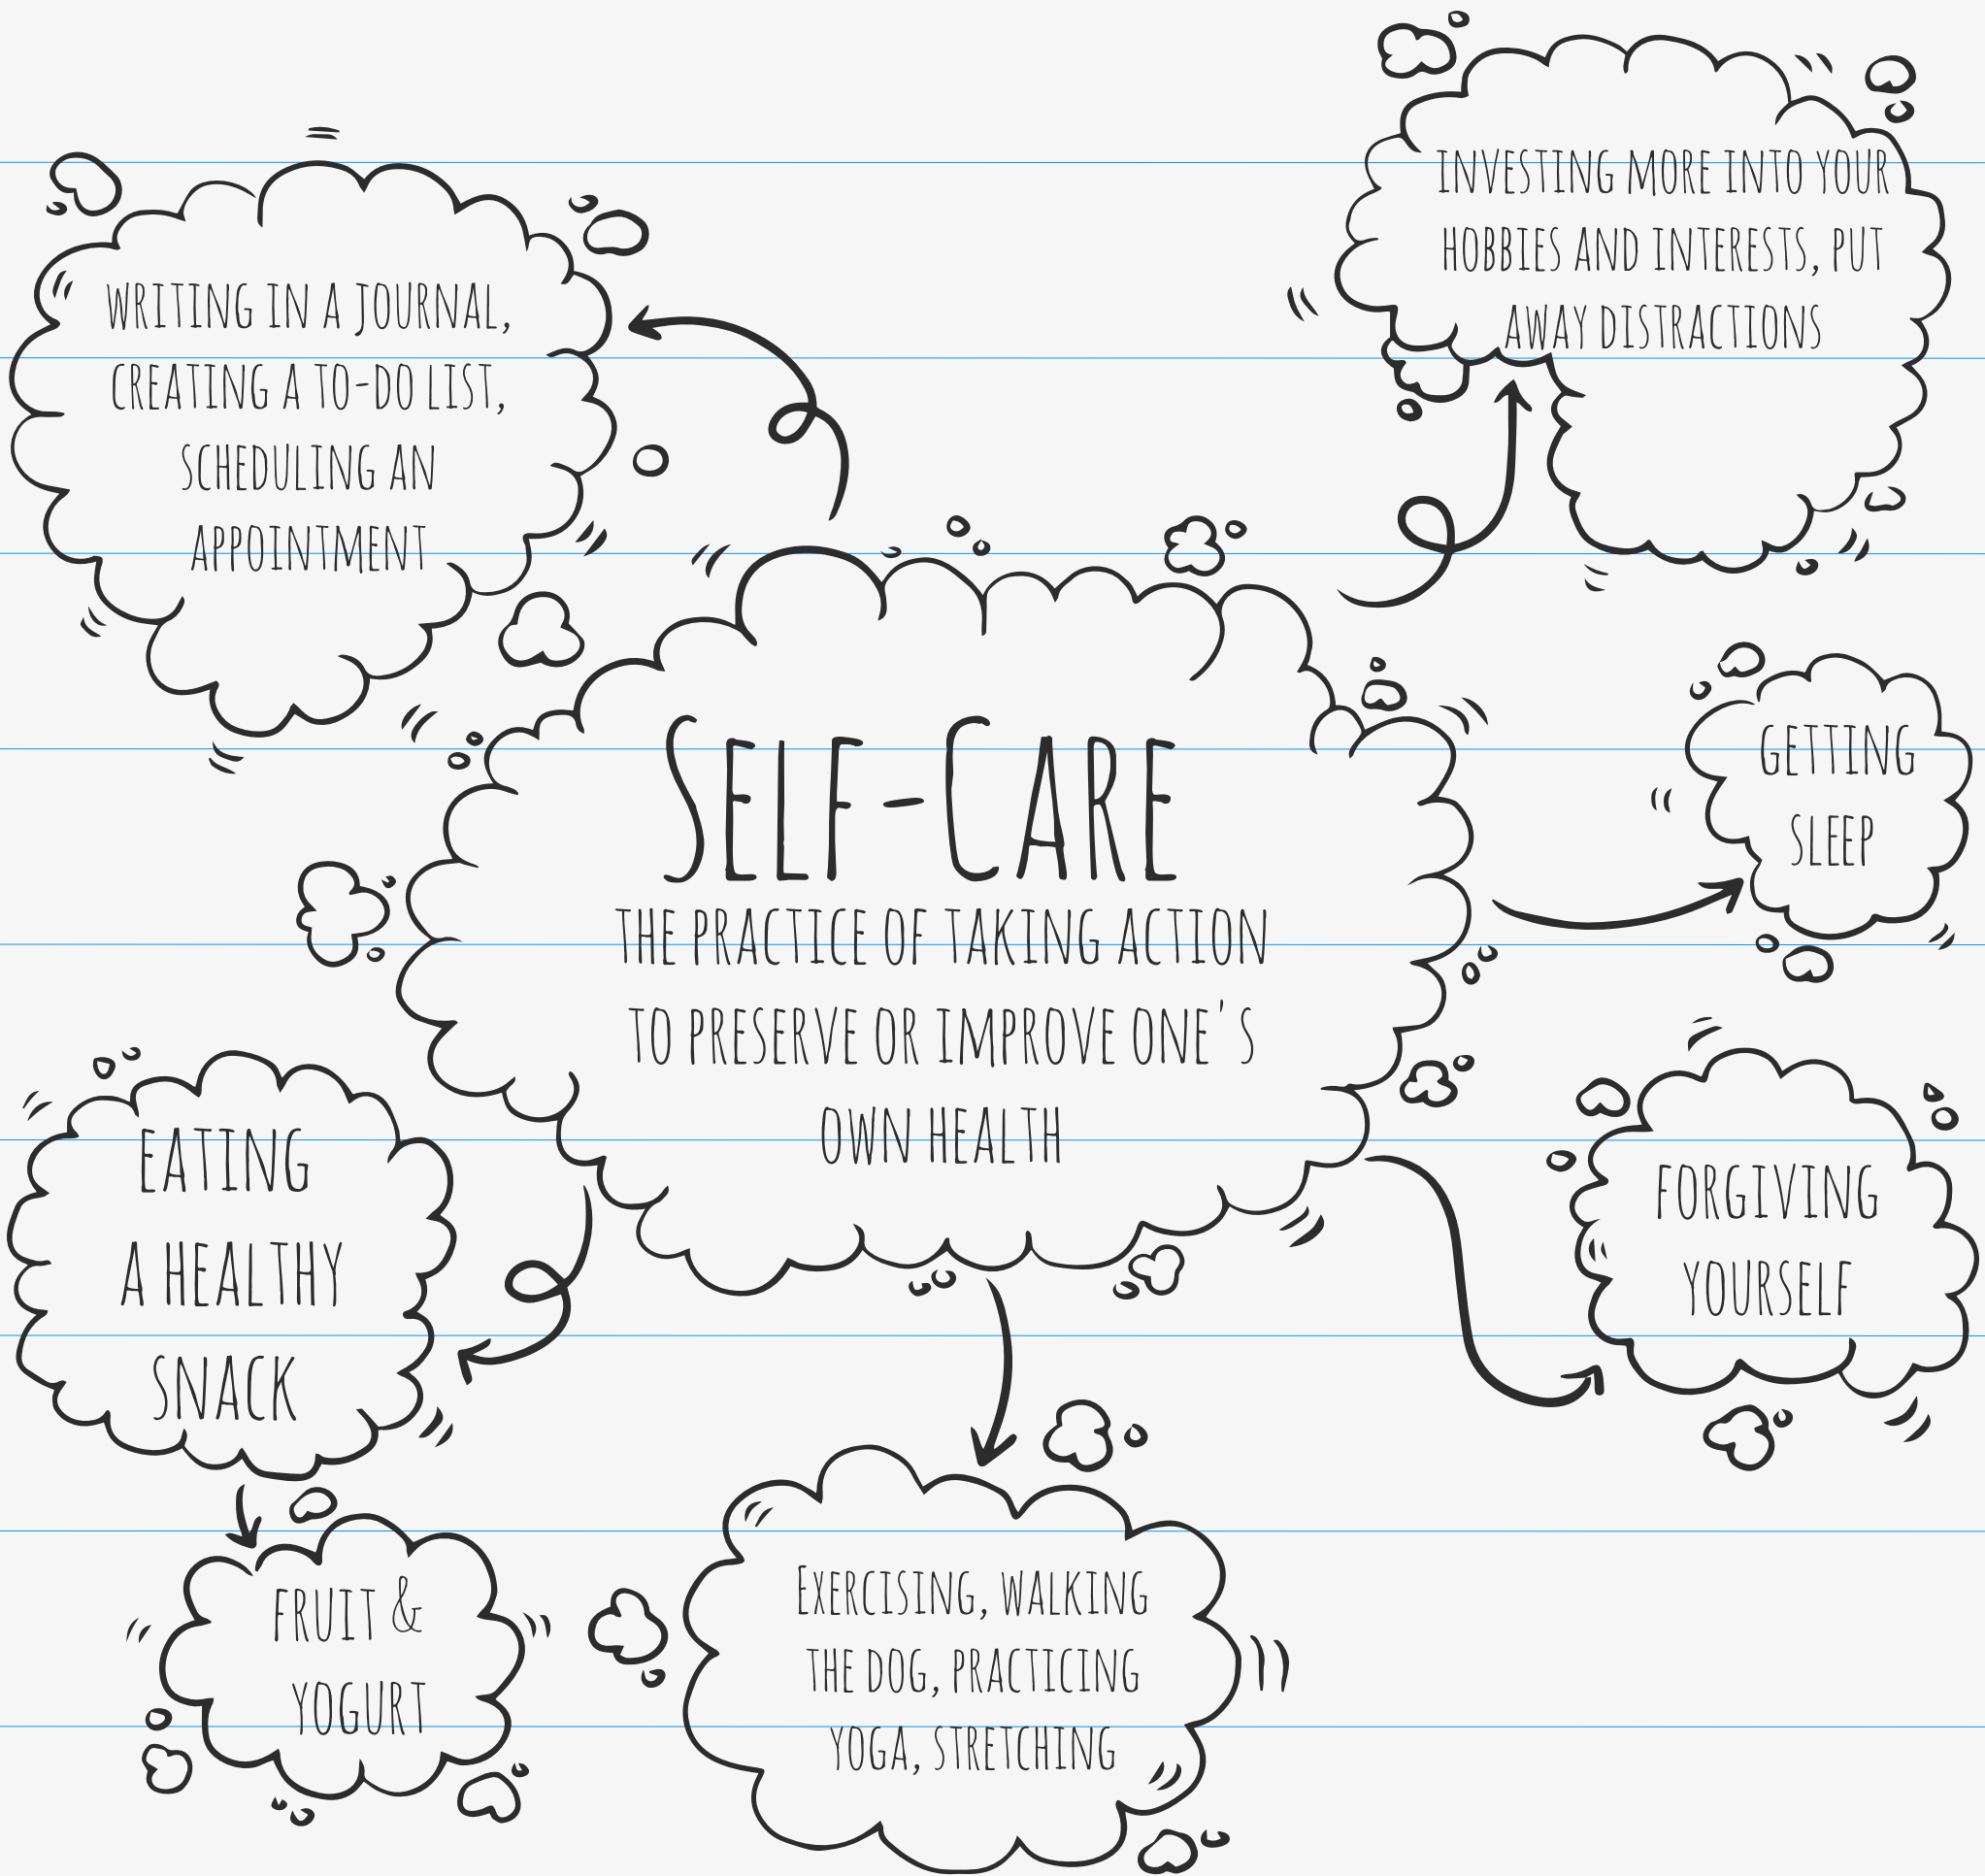 INVESTING MORE INTO YOUR
HOBBIES AND INTERESTS, PUT
AWAY DISTRACTIONS
WRITING IN A JOURNAL,
CREATING A TO-DO LIST,
SCHEDULING AN
APPOINTMENT
SELF-CARE
THE PRACTICE OF TAKING ACTION
TO PRESERVE OR IMPROVE ONE'S
OWN HEALTH
GETTING
SLEEP
EATING
A HEALTHY
SNACK
FORGIVING
YOURSELF
FRUIT &
YOGURT
EXERCISING, WALKING
THE DOG, PRACTICING
YOGA, STRETCHING